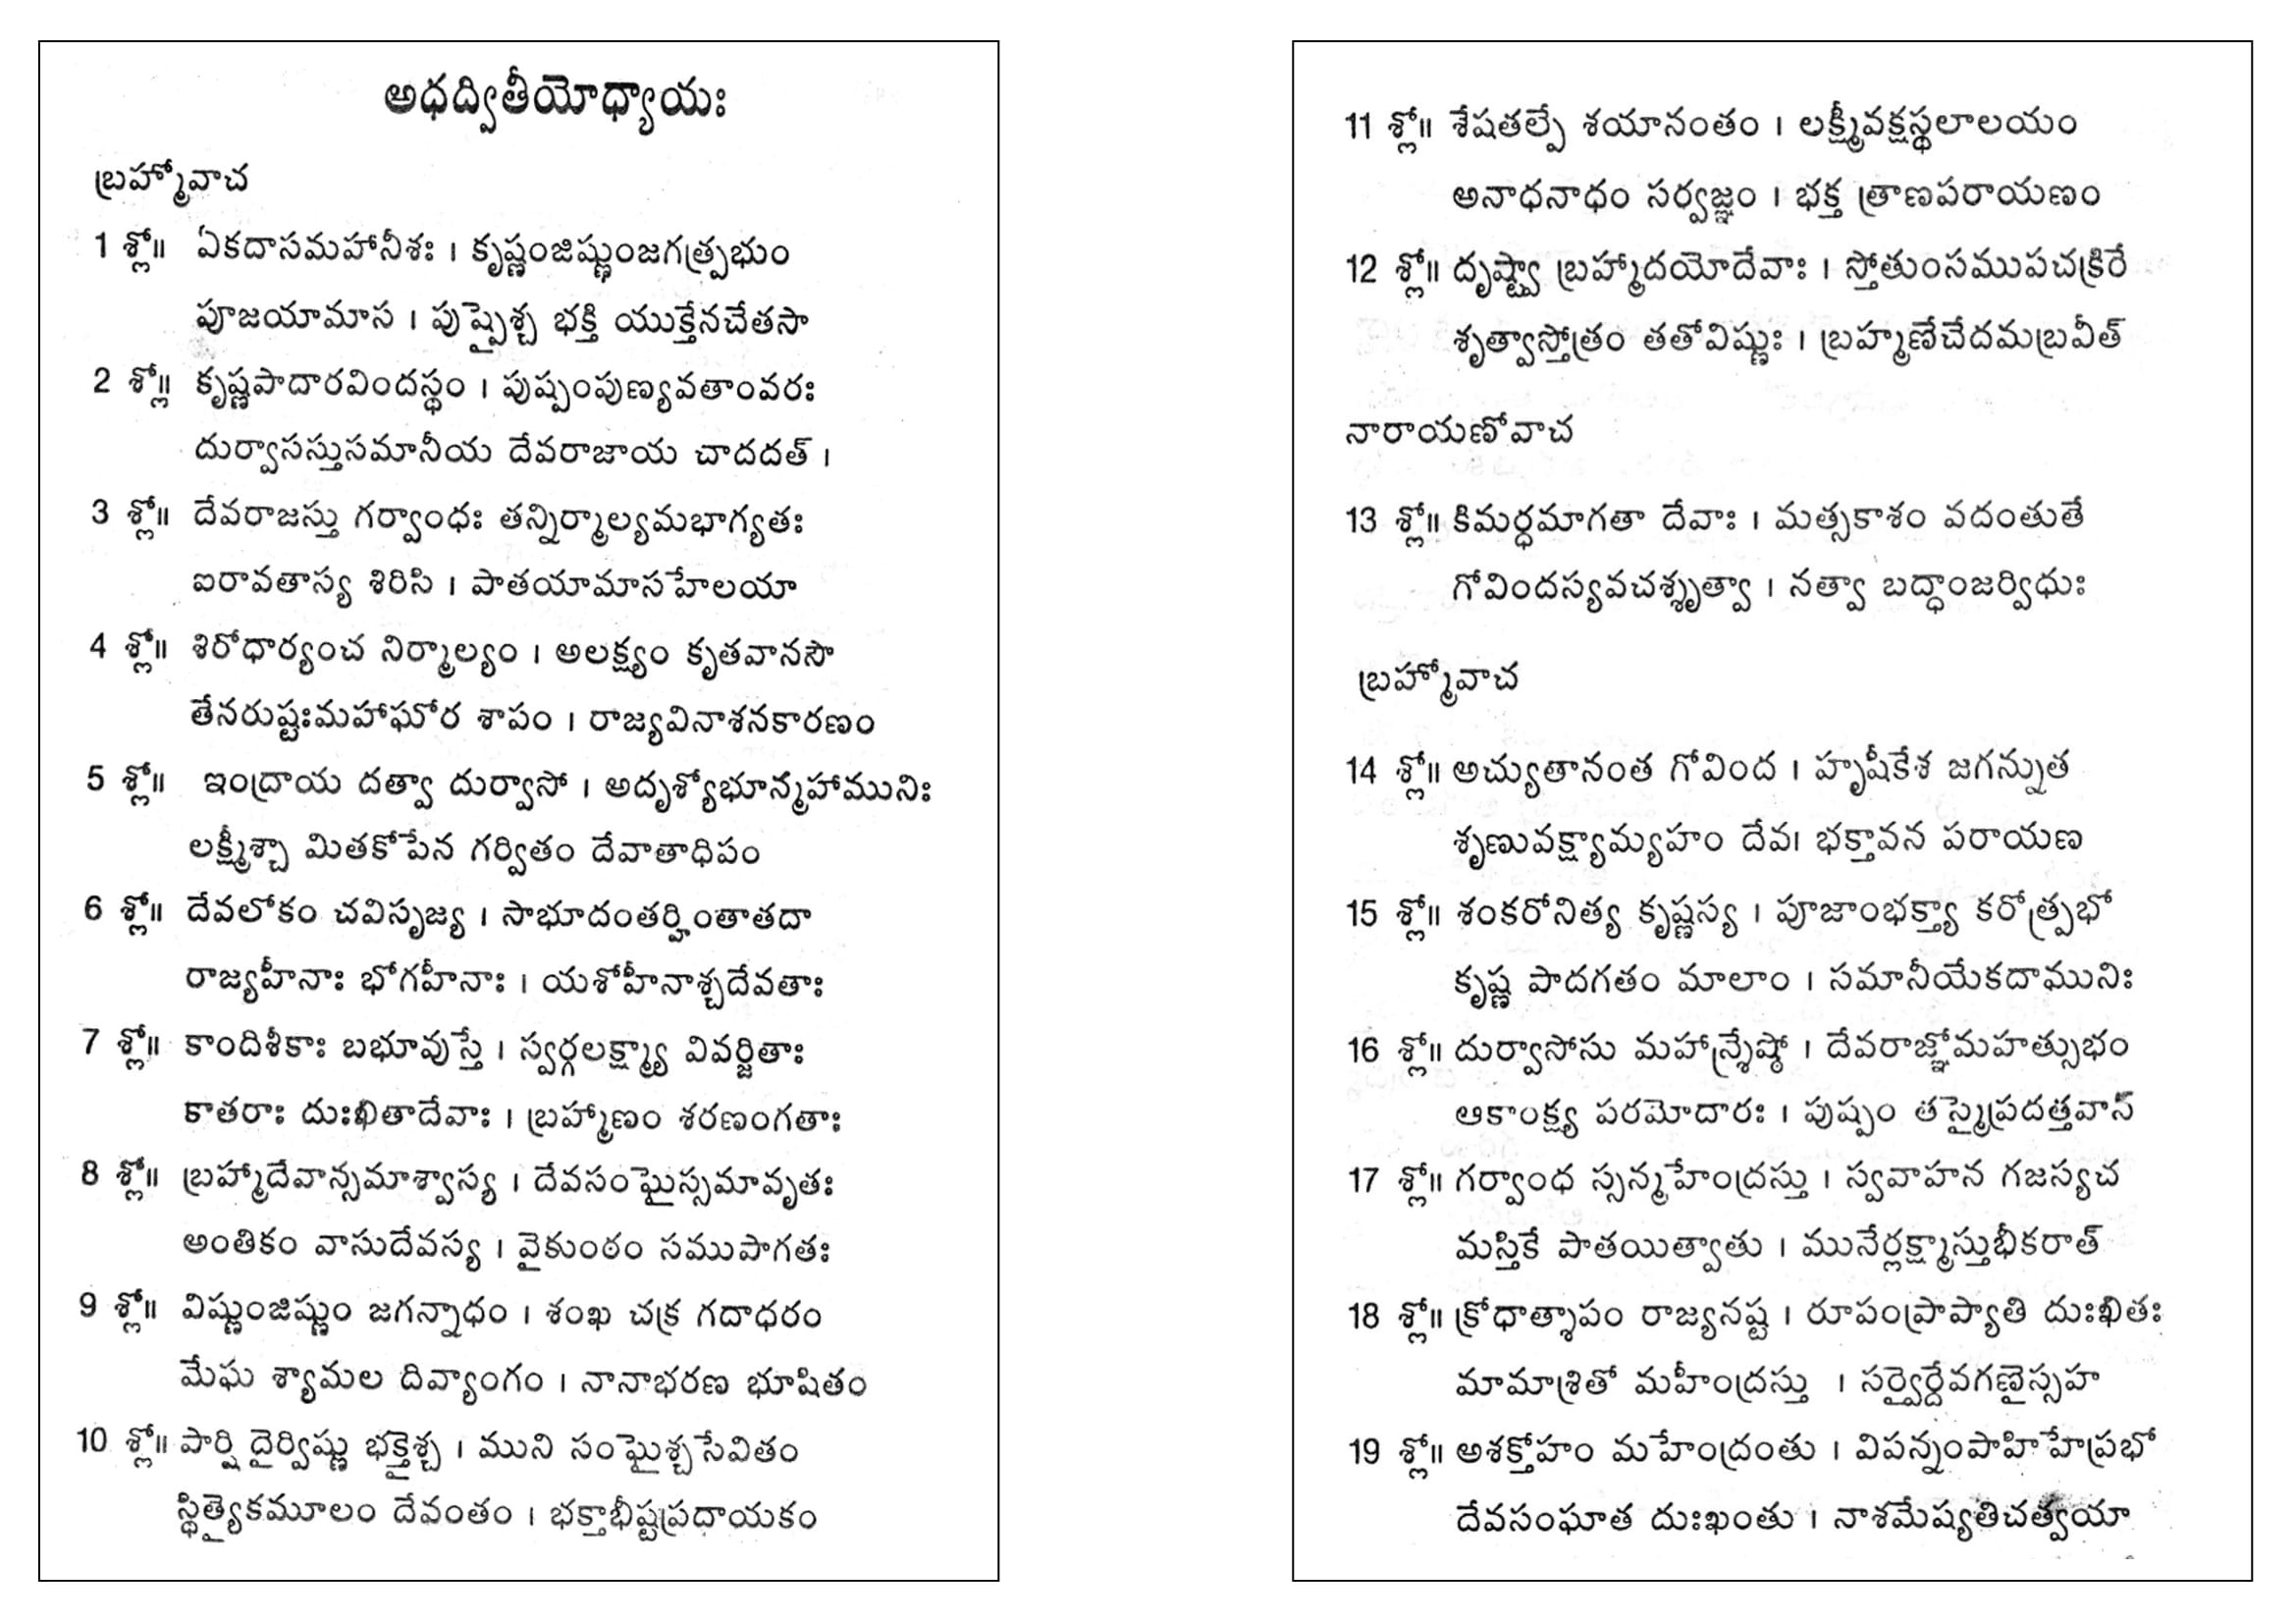 అధద్వితీయోధ్యాయః
బ్రహ్మోవాచ
1 శ్లో॥ ఏకదాసమహానీశః । కృష్ణంజిష్ణుంజగత్ప్రభుం
పూజయామాస । పుష్పైశ్చ భక్తి యుక్తేనచేతసా
2 శ్లో॥ కృష్ణపాదారవిందస్థం । పుష్పంపుణ్యవతాంవరః
దుర్వాసస్తుసమానీయ దేవరాజాయ చాదదత్ ।
3 శ్లో॥ దేవరాజస్తు గర్వాంధః తన్నిర్మాల్యమభాగ్యతః
ఐరావతాస్య శిరిసి । పాతయామాసహేలయా
4 శ్లో॥ శిరోధార్యంచ నిర్మాల్యం । అలక్ష్యం కృతవానసౌ
తేనరుష్టఃమహాఘోర శాపం । రాజ్యవినాశనకారణం
5 శ్లో॥ ఇంద్రాయ దత్వా దుర్వాసో । అదృశ్యోభూన్మహామునిః
లక్ష్మీశ్చా మితకోపేన గర్వితం దేవాతాధిపం
6 శ్లో॥ దేవలోకం చవిసృజ్య । సాభూదంతర్హింతాతదా
రాజ్యహీనాః భోగహీనాః । యశోహీనాశ్చదేవతాః
7 శ్లో॥ కాందిశీకాః బభూవుస్తే । స్వర్గలక్ష్మ్యా వివర్జితాః
కాతరాః దుఃఖితాదేవాః । బ్రహ్మాణం శరణంగతాః
8 శ్లో॥ బ్రహ్మాదేవాన్సమాశ్వాస్య । దేవసంఘైస్సమావృతః
అంతికం వాసుదేవస్య । వైకుంఠం సముపాగతః
9 శ్లో॥ విష్ణుంజిష్ణుం జగన్నాధం । శంఖ చక్ర గదాధరం
మేఘ శ్యామల దివ్యాంగం । నానాభరణ భూషితం
10 శ్లో॥ పార్షి దైర్విష్ణు భక్తైశ్చ । ముని సంఘైశ్చసేవితం
స్థిత్యైకమూలం దేవంతం । భక్తాభీష్టప్రదాయకం
11 శ్లో॥ శేషతల్పే శయానంతం । లక్ష్మీవక్షస్థలాలయం
అనాధనాధం సర్వజ్ఞం । భక్త త్రాణపరాయణం
12 శ్లో॥ దృష్ట్వా బ్రహ్మాదయోదేవాః । స్తోతుంసముపచక్రిరే
శృత్వాస్తోత్రం తతోవిష్ణుః । బ్రహ్మణేచేదమబ్రవీత్
నారాయణోవాచ
13 శ్లో॥ కిమర్ధమాగతా దేవాః । మత్సకాశం వదంతుతే
గోవిందస్యవచశ్శృత్వా । నత్వా బద్ధాంజర్విధుః
బ్రహ్మోవాచ
14 శ్లో॥ అచ్యుతానంత గోవింద । హృషీకేశ జగన్నుత
శృణువక్ష్యామ్యహం దేవ। భక్తావన పరాయణ
15 శ్లో॥ శంకరోనిత్య కృష్ణస్య । పూజాంభక్త్యా కరోత్ప్రభో
కృష్ణ పాదగతం మాలాం । సమానీయేకదామునిః
16 శ్లో॥ దుర్వాసోసు మహాన్శ్రేష్ఠో । దేవరాజ్ఞోమహత్సుభం
ఆకాంక్ష్య పరమోదారః । పుష్పం తస్మైప్రదత్తవాన్
17 శ్లో॥ గర్వాంధ స్సన్మహేంద్రస్తు । స్వవాహన గజస్యచ
మస్తికే పాతయిత్వాతు । మునేర్లక్ష్మాస్తుభీకరాత్
18 శ్లో॥ క్రోధాత్శాపం రాజ్యనష్ట । రూపంప్రాప్యాతి దుఃఖితః
మామాశ్రితో మహీంద్రస్తు । సర్వైర్దేవగణైస్సహ
19 శ్లో॥ అశక్తోహం మహేంద్రంతు । విపన్నంపాహిహేప్రభో
దేవసంఘాత దుఃఖంతు । నాశమేష్యతిచత్వయా